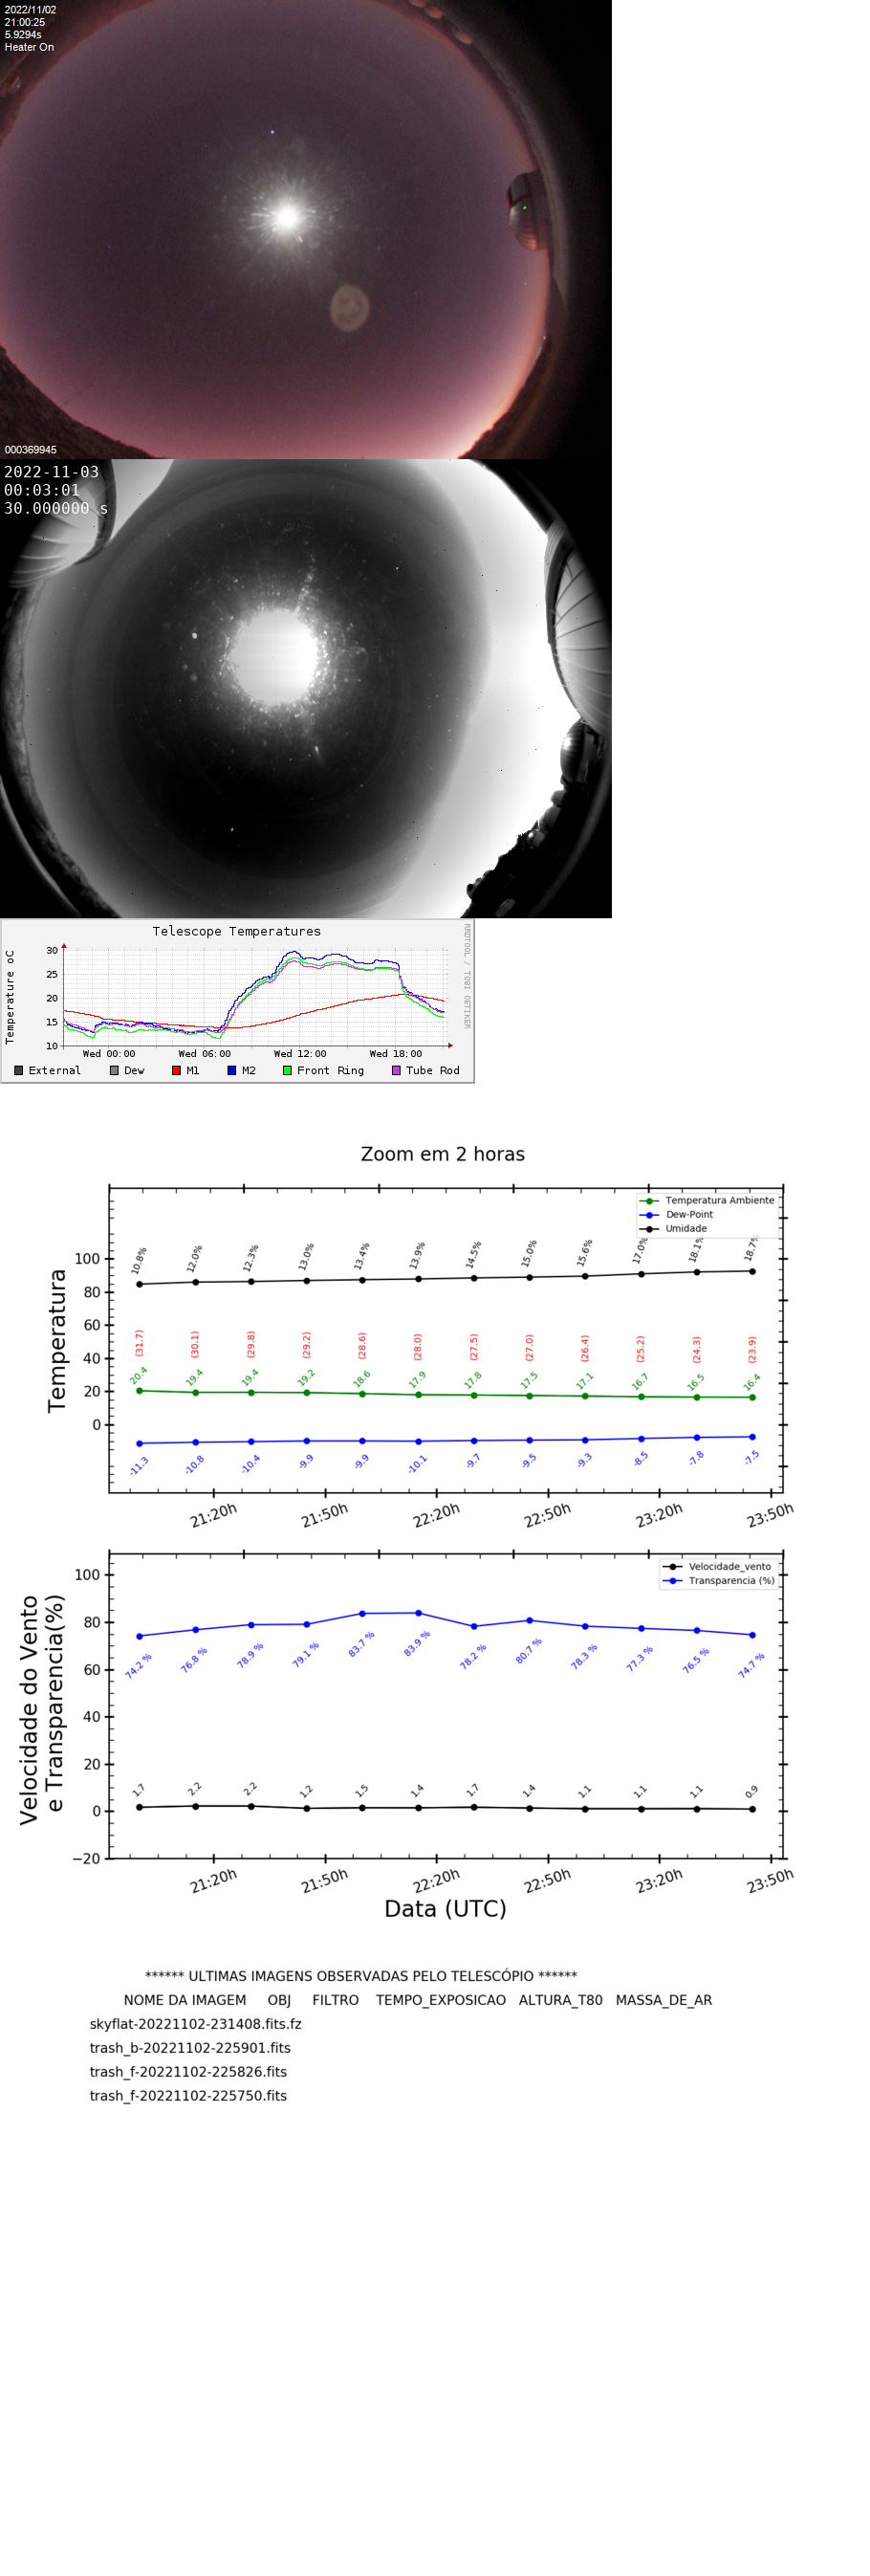 2022/11/02
21:00:25
5.9294s
Heater On
000369945
2022-11-03
00:03:01
30.000000 s
Telescope Temperatures
RRDTOOL / TOBI OETIKER
Temperature oC
30
25
20
15
10
Wed 00:00 Wed 06:00 Wed 12:00 Wed 18:00
External Dew M1 M2 Front Ring Tube Rod
Zoom em 2 horas
Temperatura Ambiente
Dew-Point
Umidade
Temperatura
100
80
60
40
20
0
10.8% 12.0% 12.3% 13.0% 13.4% 13.9% 14.5% 15.0% 15.6% 17.0% 18.1% 18.7%
(31.7) (30.1) (29.8) (29.2) (28.6) (28.0) (27.5) (27.0) (26.4) (25.2) (24.3) (23.9)
20.4 19.4 19.4 19.2 18.6 17.9 17.8 17.5 17.1 16.7 16.5 16.4
-11.3 -10.8 -10.4 -9.9 -9.9 -10.1 -9.7 -9.5 -9.3 -8.5 -7.8 -7.5
21:20h 21:50h 22:20h 22:50h 23:20h 23:50h
Velocidade_vento
Transparencia (%)
Velocidade do Vento
e Transparencia(%)
100
80
60
40
20
0
−20
74.2 % 76.8 % 78.9 % 79.1 % 83.7 % 83.9 % 78.2 % 80.7 % 78.3 % 77.3 % 76.5 % 74.7 %
1.7 2.2 2.2 1.2 1.5 1.4 1.7 1.4 1.1 1.1 1.1 0.9
21:20h 21:50h 22:20h 22:50h 23:20h 23:50h
Data (UTC)
****** ULTIMAS IMAGENS OBSERVADAS PELO TELESCÓPIO ******
NOME DA IMAGEM OBJ FILTRO TEMPO_EXPOSICAO ALTURA_T80 MASSA_DE_AR
skyflat-20221102-231408.fits.fz
trash_b-20221102-225901.fits
trash_f-20221102-225826.fits
trash_f-20221102-225750.fits